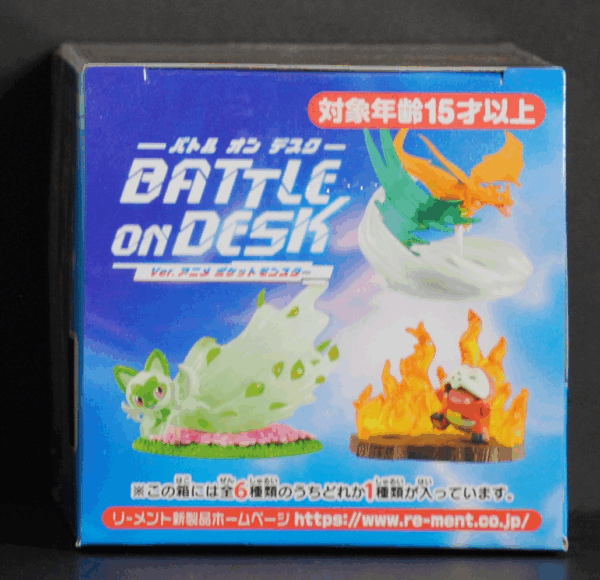 対象年齢15才以上
バトル オン デスク
BATTLE
ON DESK
Ver.アニメ ポケットモンスター
※この箱には全6種類のうちどれか1種類が入っています。
リーメント新製品ホームページ https://www.re-ment.co.jp/